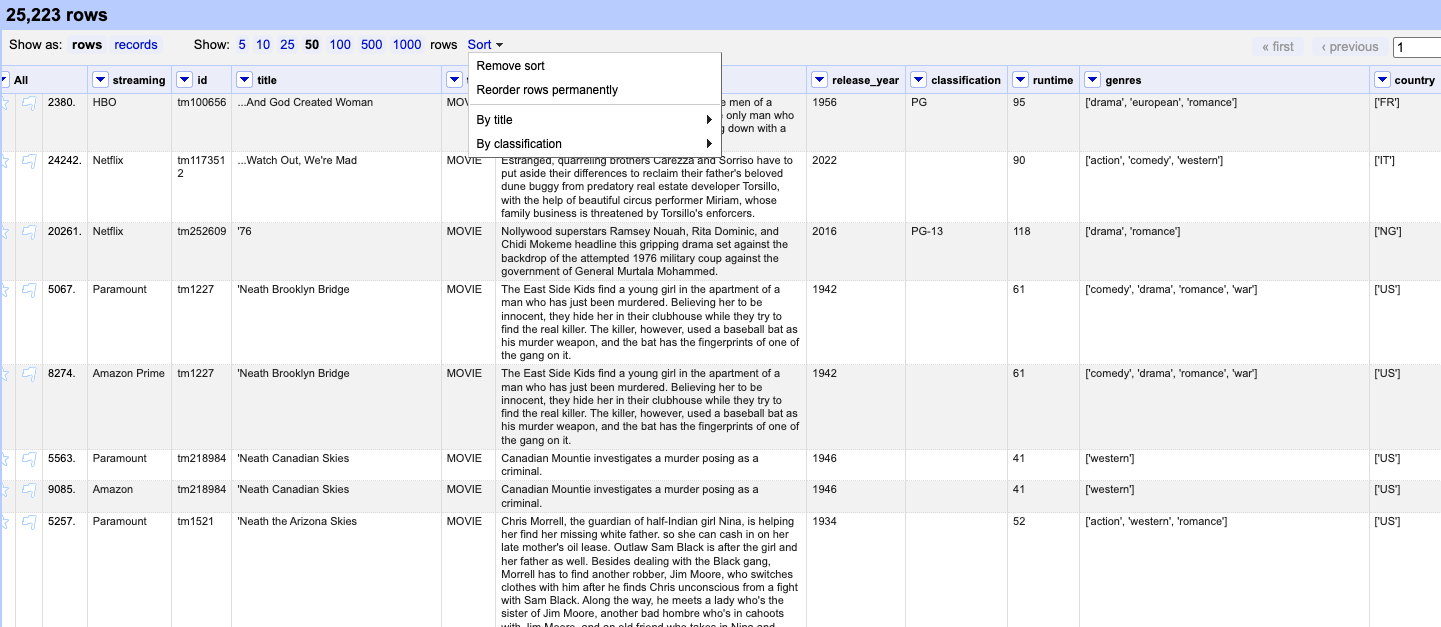 25,223 rows
Show as: rows records Show: 5 10 25 50 100 500 1000 rows Sort « first ‹ previous 1
Remove sort
Reorder rows permanently
By title
By classification
All streaming id title release_year classification runtime genres country
2380. HBO tm100656 ...And God Created Woman men of a 1956 PG 95 ['drama', 'european', 'romance'] ['FR']
only man who
down with a
24242. Netflix tm117351 ...Watch Out, We're Mad MOVIE Estranged, quarreling brothers Carezza and Sorriso have to 2022 90 ['action', 'comedy', 'western'] ['IT']
2 put aside their differences to reclaim their father's beloved
dune buggy from predatory real estate developer Torsillo,
with the help of beautiful circus performer Miriam, whose
family business is threatened by Torsillo's enforcers.
20261. Netflix tm252609 '76 MOVIE Nollywood superstars Ramsey Nouah, Rita Dominic, and 2016 PG-13 118 ['drama', 'romance'] ['NG']
Chidi Mokeme headline this gripping drama set against the
backdrop of the attempted 1976 military coup against the
government of General Murtala Mohammed.
5067. Paramount tm1227 'Neath Brooklyn Bridge MOVIE The East Side Kids find a young girl in the apartment of a 1942 61 ['comedy', 'drama', 'romance', 'war'] ['US']
man who has just been murdered. Believing her to be
innocent, they hide her in their clubhouse while they try to
find the real killer. The killer, however, used a baseball bat as
his murder weapon, and the bat has the fingerprints of one of
the gang on it.
8274. Amazon Prime tm1227 'Neath Brooklyn Bridge MOVIE The East Side Kids find a young girl in the apartment of a 1942 61 ['comedy', 'drama', 'romance', 'war'] ['US']
man who has just been murdered. Believing her to be
innocent, they hide her in their clubhouse while they try to
find the real killer. The killer, however, used a baseball bat as
his murder weapon, and the bat has the fingerprints of one of
the gang on it.
5563. Paramount tm218984 'Neath Canadian Skies MOVIE Canadian Mountie investigates a murder posing as a 1946 41 ['western'] ['US']
criminal.
9085. Amazon tm218984 'Neath Canadian Skies MOVIE Canadian Mountie investigates a murder posing as a 1946 41 ['western'] ['US']
criminal.
5257. Paramount tm1521 'Neath the Arizona Skies MOVIE Chris Morrell, the guardian of half-Indian girl Nina, is helping 1934 52 ['action', 'western', 'romance'] ['US']
her find her missing white father. so she can cash in on her
late mother's oil lease. Outlaw Sam Black is after the girl and
her father as well. Besides dealing with the Black gang,
Morrell has to find another robber, Jim Moore, who switches
clothes with him after he finds Chris unconscious from a fight
with Sam Black. Along the way, he meets a lady who's the
sister of Jim Moore, another bad hombre who's in cahoots
with Jim Moore, and an old friend who takes in Nina and